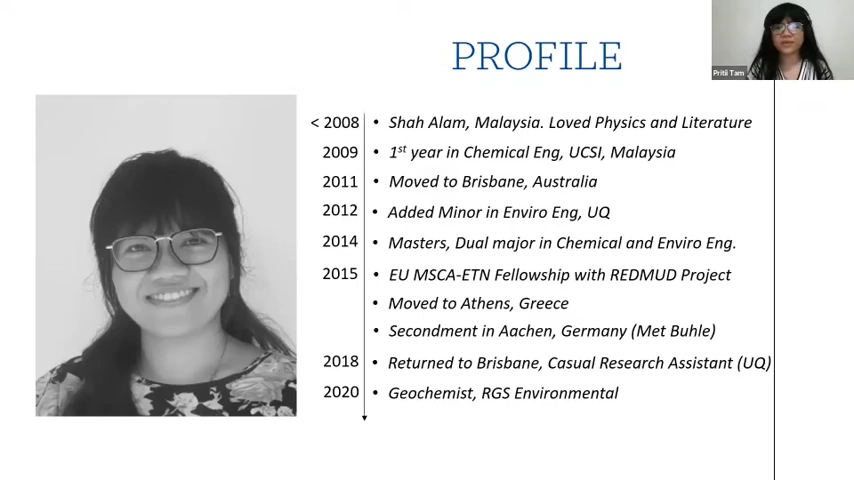 PROFILE
Pritii Tam
< 2008 • Shah Alam, Malaysia. Loved Physics and Literature
2009 • 1st year in Chemical Eng, UCSI, Malaysia
2011 • Moved to Brisbane, Australia
2012 • Added Minor in Enviro Eng, UQ
2014 • Masters, Dual major in Chemical and Enviro Eng.
2015 • EU MSCA-ETN Fellowship with REDMUD Project
• Moved to Athens, Greece
• Secondment in Aachen, Germany (Met Buhle)
2018 • Returned to Brisbane, Casual Research Assistant (UQ)
2020 • Geochemist, RGS Environmental